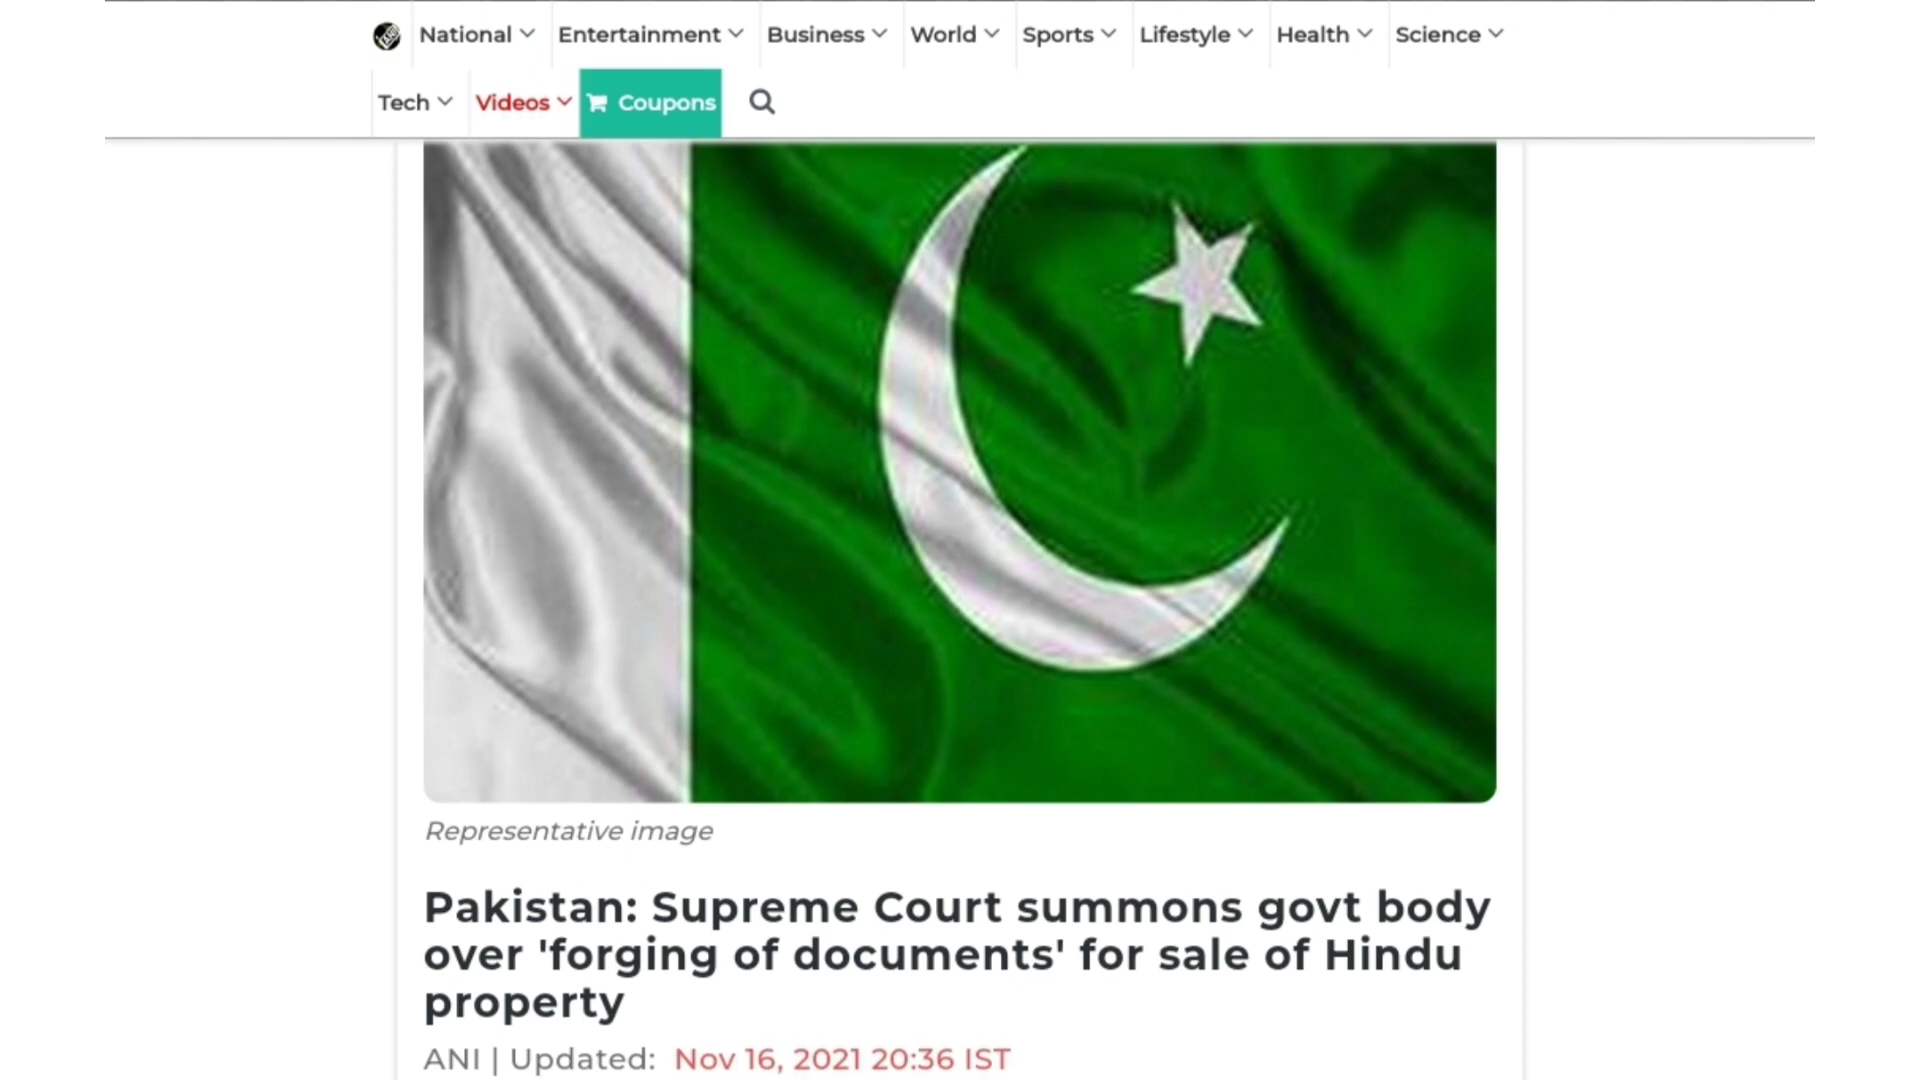 National Entertainment Business World Sports Lifestyle Health Science
Tech Videos Coupons
Representative image
Pakistan: Supreme Court summons govt body
over 'forging of documents' for sale of Hindu
property
ANI | Updated: Nov 16, 2021 20:36 IST